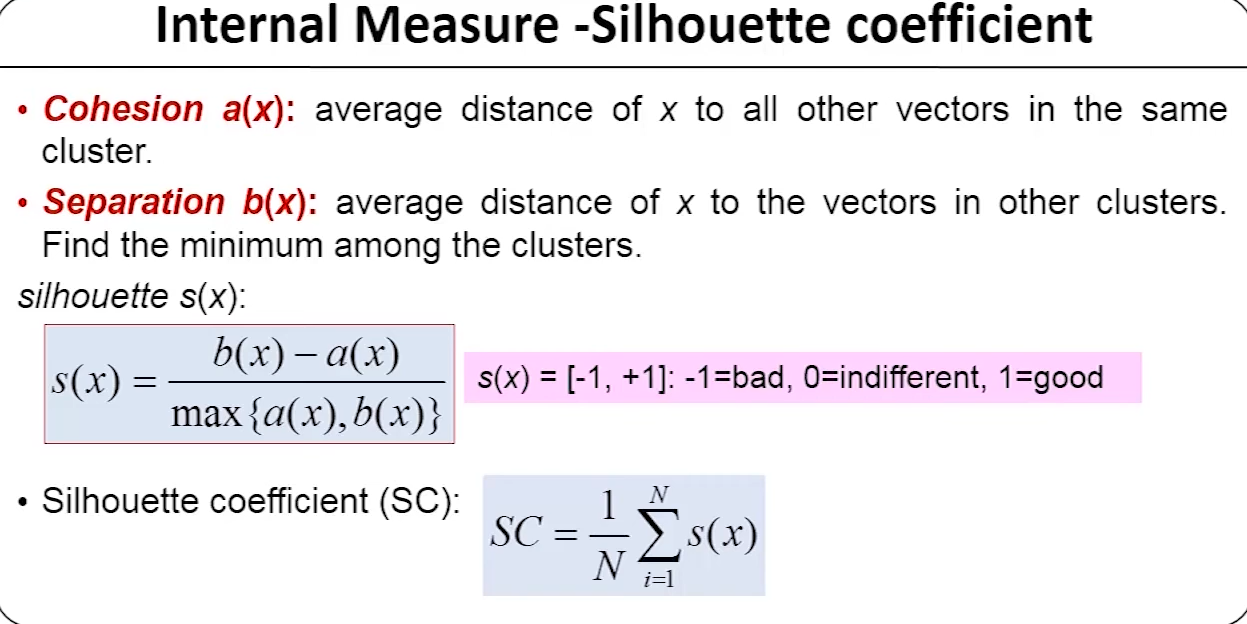 Internal Measure -Silhouette coefficient
• Cohesion a(x): average distance of x to all other vectors in the same
cluster.
• Separation b(x): average distance of x to the vectors in other clusters.
Find the minimum among the clusters.
silhouette s(x):
s(x) = b(x) – a(x) / max{a(x), b(x)}
s(x) = [-1, +1]: -1=bad, 0=indifferent, 1=good
• Silhouette coefficient (SC):
SC = 1/N ∑ i=1 N s(x)